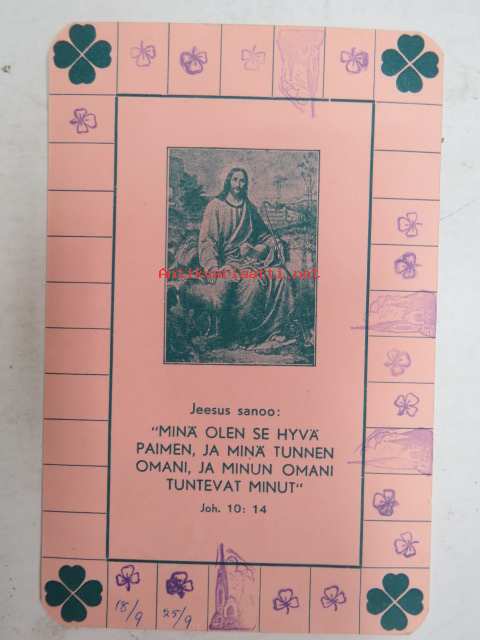 Antikvariaatti.net
Jeesus sanoo:
"MINÄ OLEN SE HYVÄ
PAIMEN, JA MINÄ TUNNEN
OMANI, JA MINUN OMANI
TUNTEVAT MINUT"
Joh. 10: 14
18/9 25/9